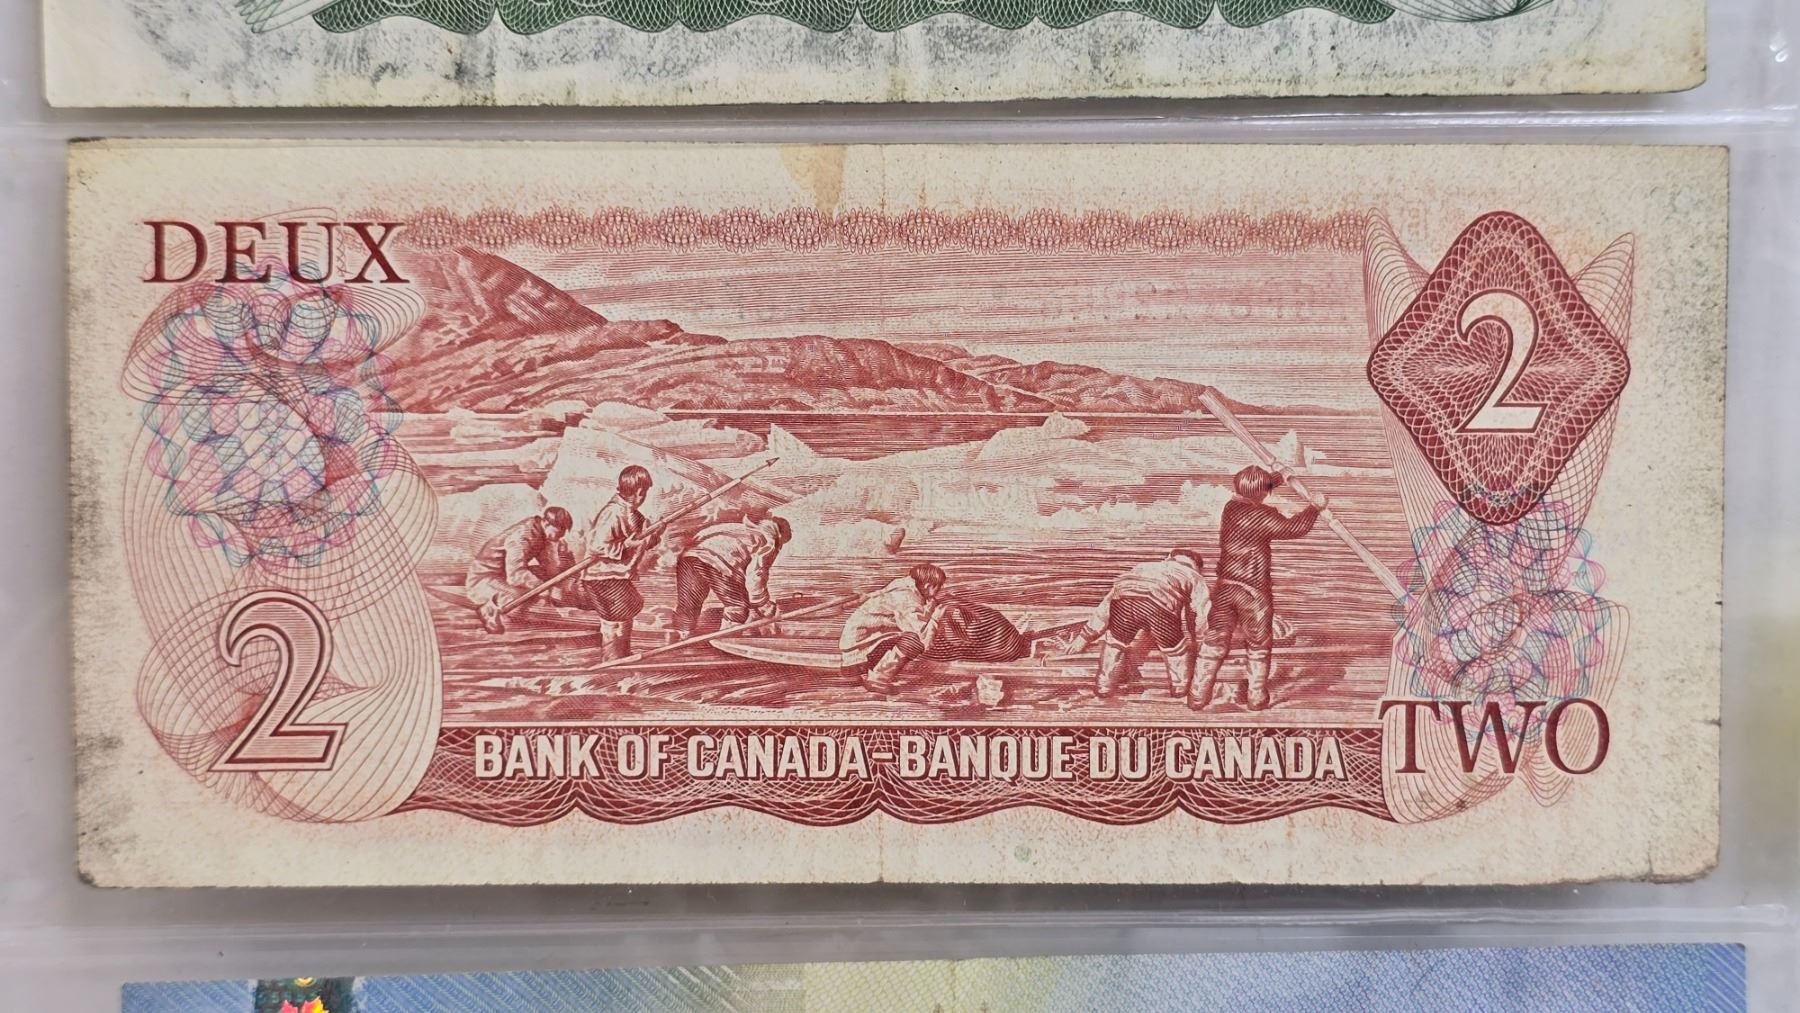 DEUX
2
2
BANK OF CANADA-BANQUE DU CANADA
TWO